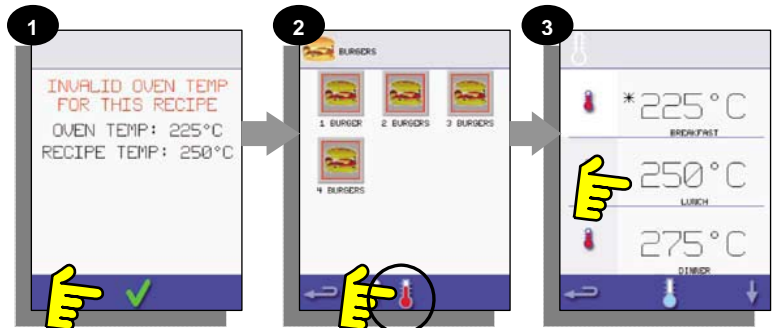 1
INVALID OVEN TEMP
FOR THIS RECIPE
OVEN TEMP: 225°C
RECIPE TEMP: 250°C
2
BURGERS
1 BURGER 2 BURGERS 3 BURGERS
4 BURGERS
3
*225°C
BREAKFAST
250°C
LUNCH
275°C
DINNER